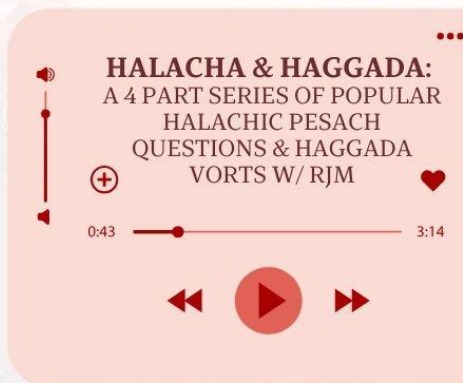 HALACHA & HAGGADA:
A 4 PART SERIES OF POPULAR
HALACHIC PESACH
QUESTIONS & HAGGADA
VORTS W/ RJM
0:43
3:14